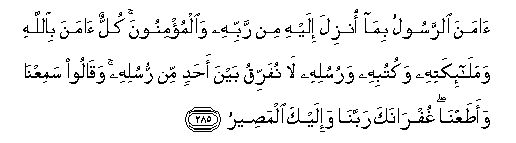 ءَامَنَ ٱلرَّسُولُ بِمَآ أُنزِلَ إِلَيْهِ مِن رَّبِّهِۦ وَٱلْمُؤْمِنُونَ ۚ كُلٌّ ءَامَنَ بِٱللَّهِ
وَمَلَـٰٓئِكَتِهِۦ وَكُتُبِهِۦ وَرُسُلِهِۦ لَا نُفَرِّقُ بَيْنَ أَحَدٍ مِّن رُّسُلِهِۦ ۚ وَقَالُوا۟ سَمِعْنَا
وَأَطَعْنَا ۖ غُفْرَانَكَ رَبَّنَا وَإِلَيْكَ ٱلْمَصِيرُ ٢٨٥